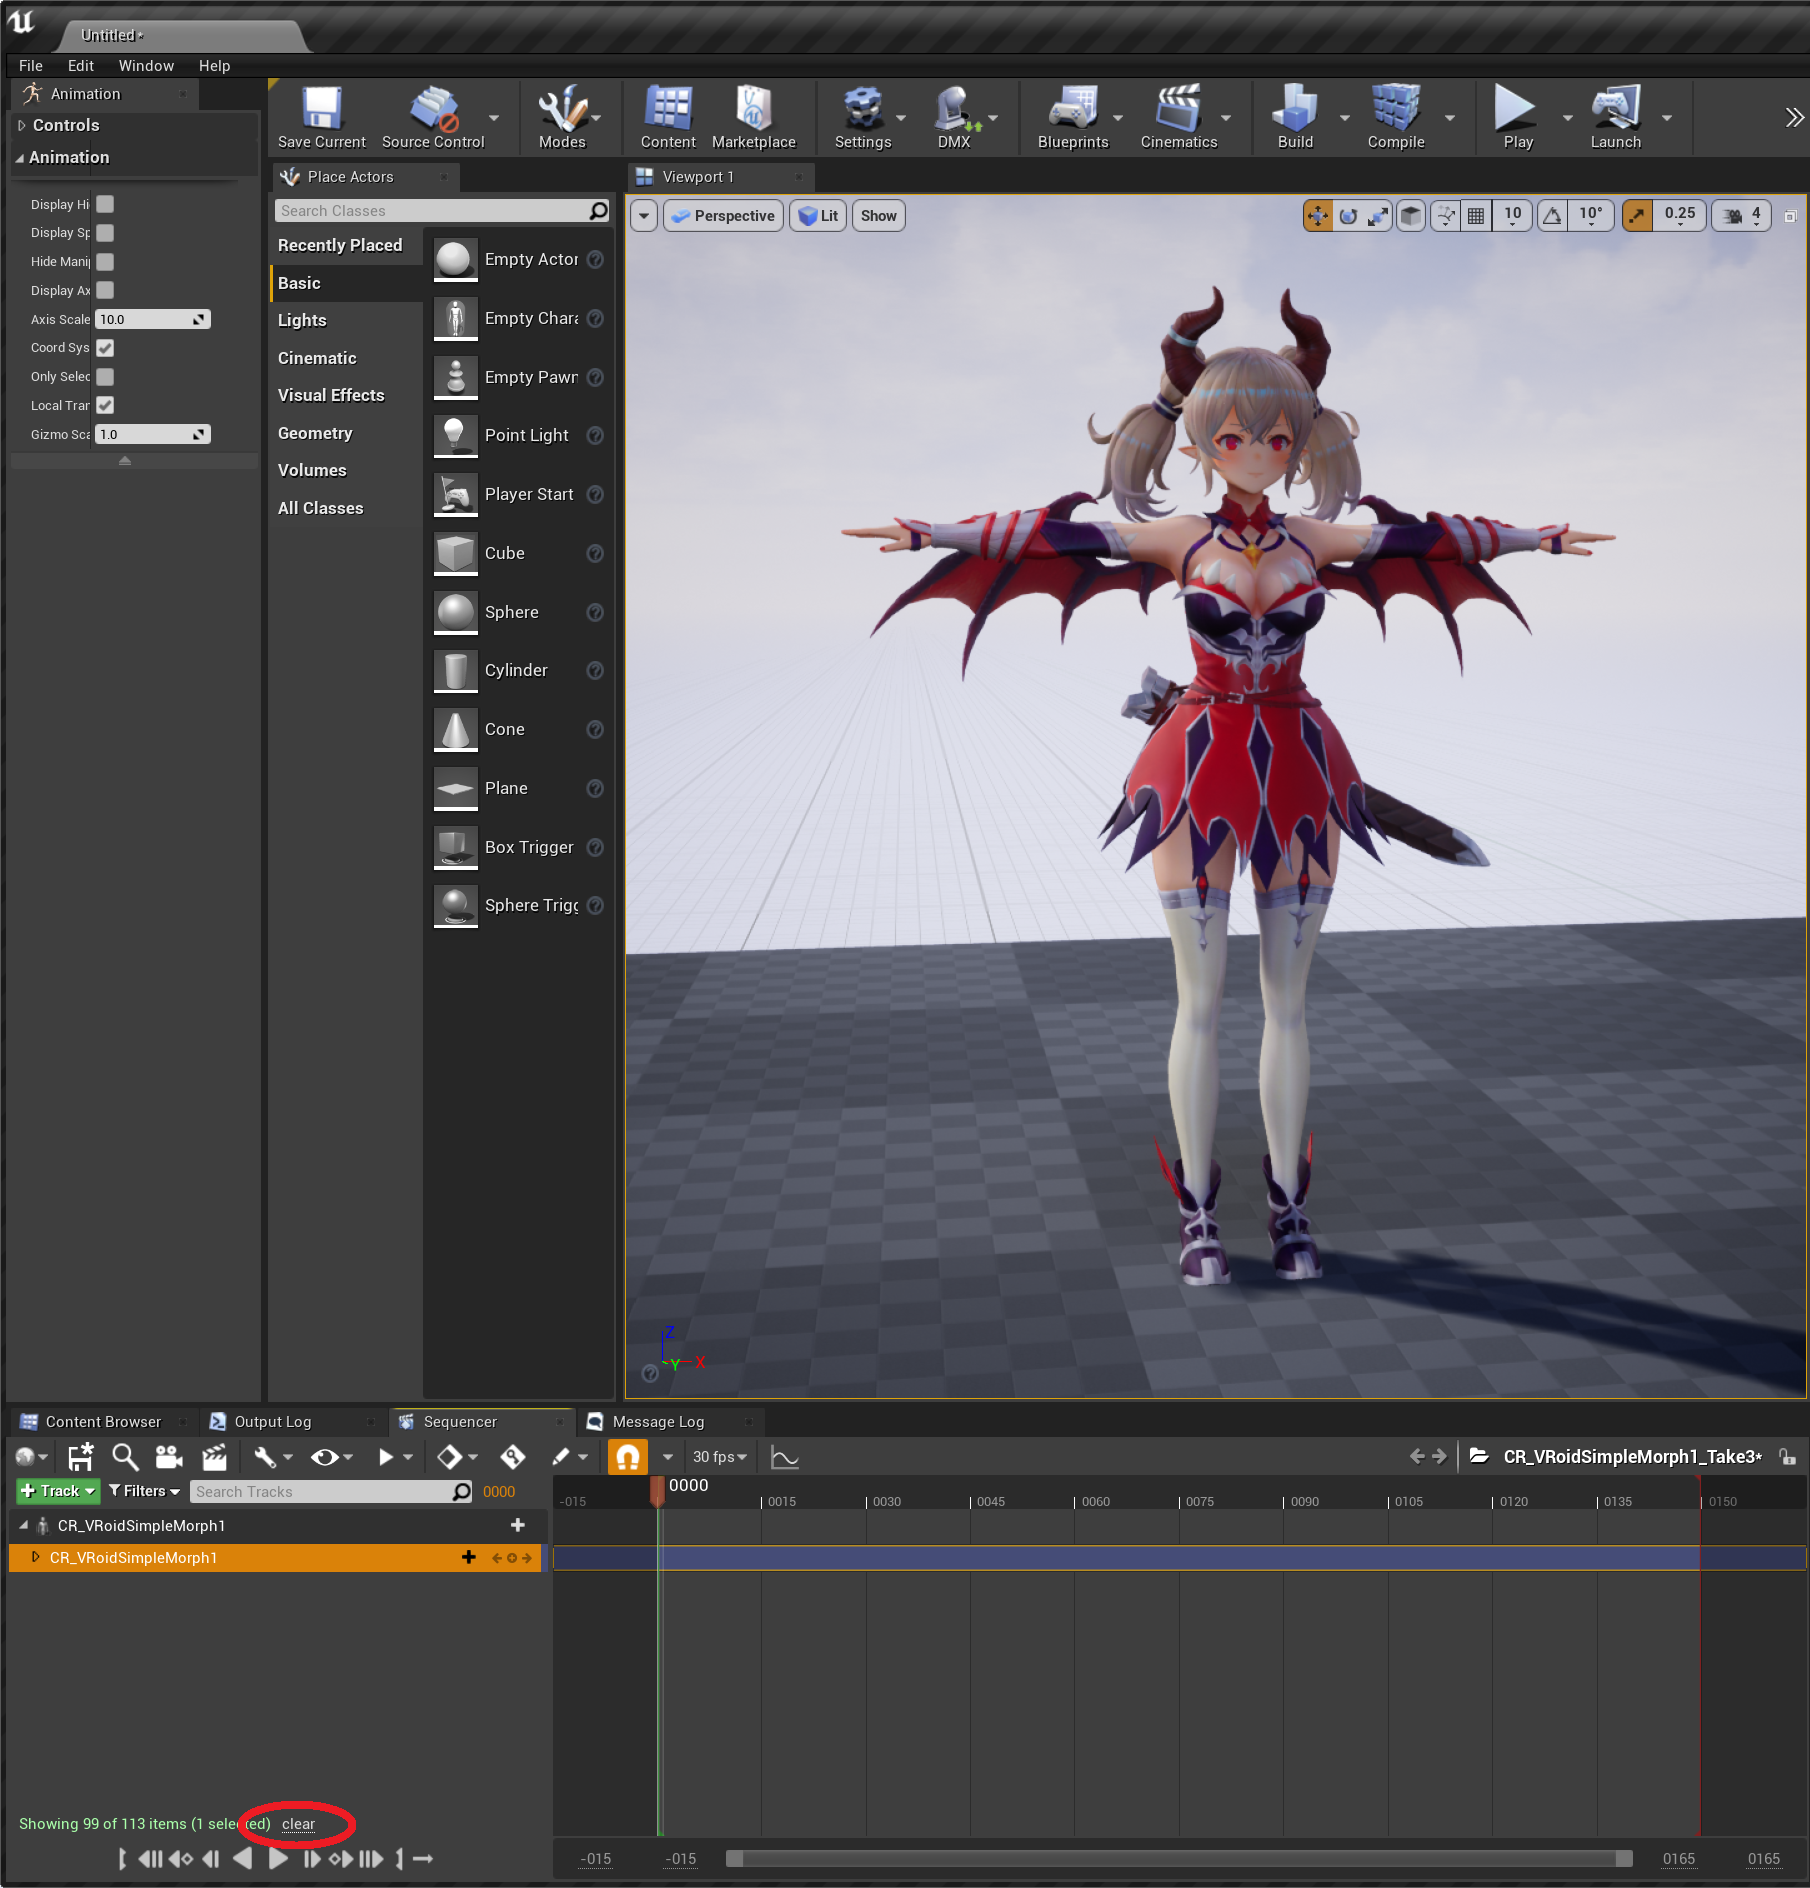 Untitled*
File Edit Window Help
Animation
Controls
Animation
Display Hi
Display Sp
Hide Mani
Display Ax
Axis Scale 10.0
Coord Sys
Only Selec
Local Tran
Gizmo Sca 1.0
Save Current Source Control Modes Content Marketplace Settings DMX Blueprints Cinematics Build Compile Play Launch
Place Actors
Search Classes
Recently Placed
Basic
Lights
Cinematic
Visual Effects
Geometry
Volumes
All Classes
Empty Actor
Empty Chara
Empty Pawn
Point Light
Player Start
Cube
Sphere
Cylinder
Cone
Plane
Box Trigger
Sphere Trigg
Viewport 1
Perspective Lit Show 10 10° 0.25 4
Z
Y X
Content Browser Output Log Sequencer Message Log
30 fps CR_VRoidSimpleMorph1_Take3*
Track Filters Search Tracks 0000
0000
-015 0015 0030 0045 0060 0075 0090 0105 0120 0135 0150
CR_VRoidSimpleMorph1
CR_VRoidSimpleMorph1
Showing 99 of 113 items (1 selected) clear
-015 -015 0165 0165